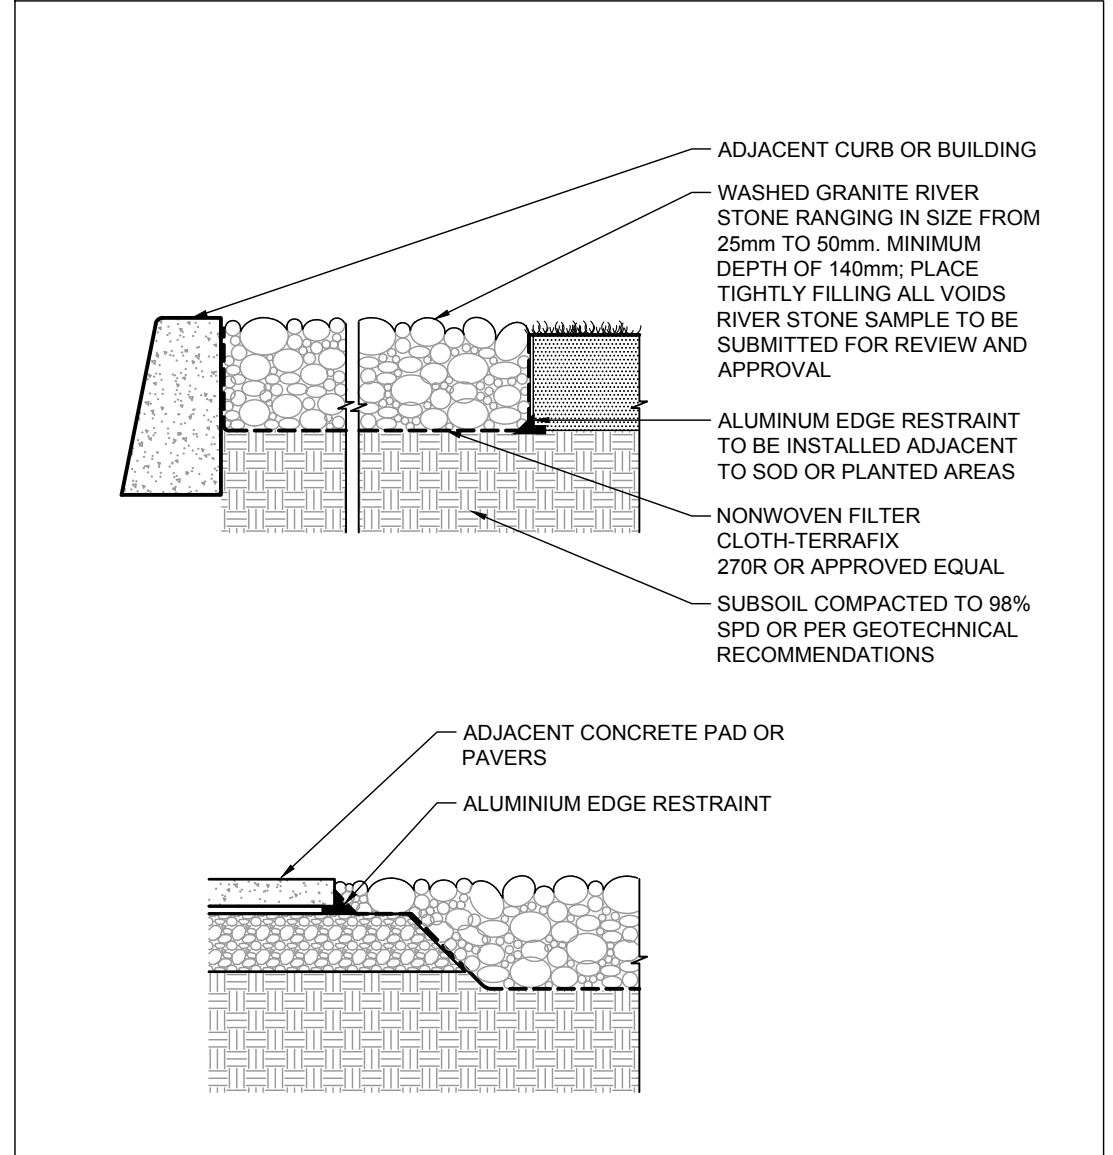 ADJACENT CURB OR BUILDING
WASHED GRANITE RIVER
STONE RANGING IN SIZE FROM
25mm TO 50mm. MINIMUM
DEPTH OF 140mm; PLACE
TIGHTLY FILLING ALL VOIDS
RIVER STONE SAMPLE TO BE
SUBMITTED FOR REVIEW AND
APPROVAL
ALUMINUM EDGE RESTRAINT
TO BE INSTALLED ADJACENT
TO SOD OR PLANTED AREAS
NONWOVEN FILTER
CLOTH-TERRAFIX
270R OR APPROVED EQUAL
SUBSOIL COMPACTED TO 98%
SPD OR PER GEOTECHNICAL
RECOMMENDATIONS
ADJACENT CONCRETE PAD OR
PAVERS
ALUMINIUM EDGE RESTRAINT